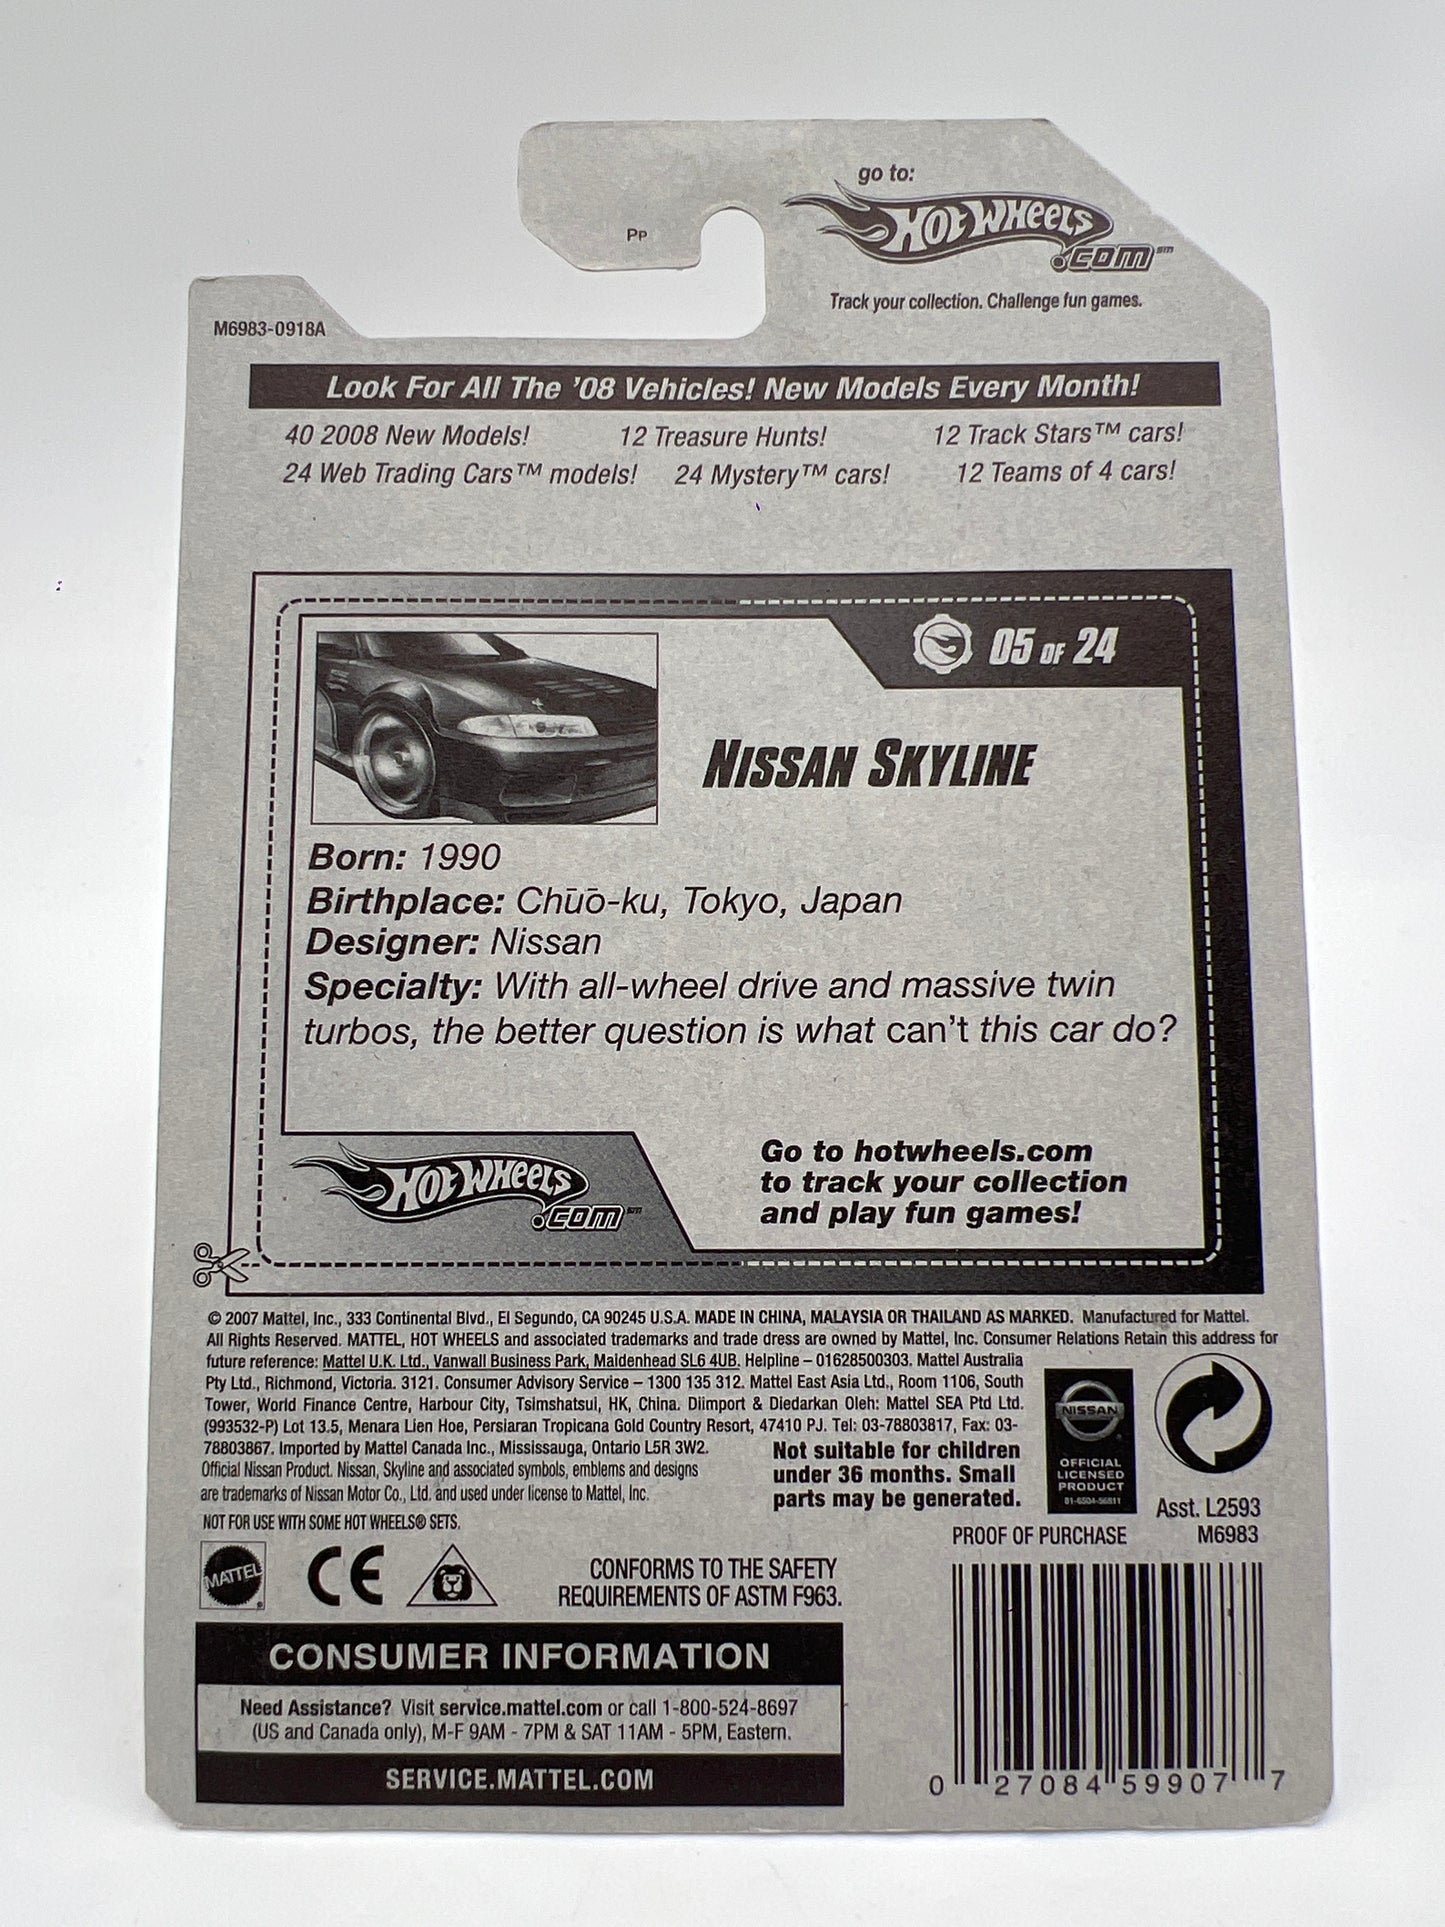 go to:
Hot Wheels
.com℠
Pp
Track your collection. Challenge fun games.
M6983-0918A
Look For All The '08 Vehicles! New Models Every Month!
40 2008 New Models! 12 Treasure Hunts! 12 Track Stars™ cars!
24 Web Trading Cars™ models! 24 Mystery™ cars! 12 Teams of 4 cars!
05 OF 24
NISSAN SKYLINE
Born: 1990
Birthplace: Chūō-ku, Tokyo, Japan
Designer: Nissan
Specialty: With all-wheel drive and massive twin
turbos, the better question is what can't this car do?
Hot Wheels
.com℠
Go to hotwheels.com
to track your collection
and play fun games!
© 2007 Mattel, Inc., 333 Continental Blvd., El Segundo, CA 90245 U.S.A. MADE IN CHINA, MALAYSIA OR THAILAND AS MARKED. Manufactured for Mattel.
All Rights Reserved. MATTEL, HOT WHEELS and associated trademarks and trade dress are owned by Mattel, Inc. Consumer Relations Retain this address for
future reference: Mattel U.K. Ltd., Vanwall Business Park, Maidenhead SL6 4UB. Helpline – 01628500303. Mattel Australia
Pty Ltd., Richmond, Victoria. 3121. Consumer Advisory Service – 1300 135 312. Mattel East Asia Ltd., Room 1106, South
Tower, World Finance Centre, Harbour City, Tsimshatsui, HK, China. Diimport & Diedarkan Oleh: Mattel SEA Ptd Ltd.
(993532-P) Lot 13.5, Menara Lien Hoe, Persiaran Tropicana Gold Country Resort, 47410 PJ. Tel: 03-78803817, Fax: 03-
78803867. Imported by Mattel Canada Inc., Mississauga, Ontario L5R 3W2.
Official Nissan Product. Nissan, Skyline and associated symbols, emblems and designs
are trademarks of Nissan Motor Co., Ltd. and used under license to Mattel, Inc.
NOT FOR USE WITH SOME HOT WHEELS® SETS.
Not suitable for children
under 36 months. Small
parts may be generated.
NISSAN
OFFICIAL
LICENSED
PRODUCT
01-6504-56811
Asst. L2593
M6983
PROOF OF PURCHASE
MATTEL®
CE
CONFORMS TO THE SAFETY
REQUIREMENTS OF ASTM F963.
CONSUMER INFORMATION
Need Assistance? Visit service.mattel.com or call 1-800-524-8697
(US and Canada only), M-F 9AM - 7PM & SAT 11AM - 5PM, Eastern.
SERVICE.MATTEL.COM
0 27084 59907 7